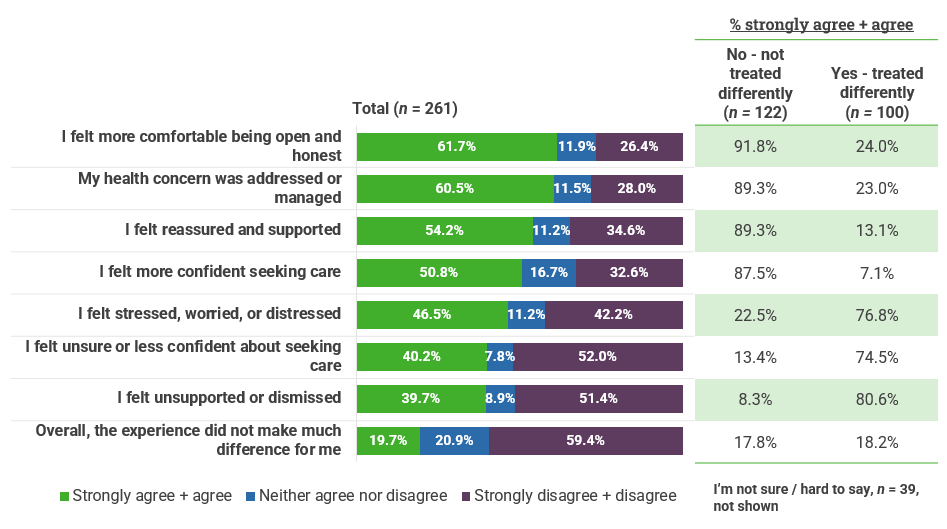 % strongly agree + agree
No - not
treated
differently
(n = 122)
Yes - treated
differently
(n = 100)
Total (n = 261)
I felt more comfortable being open and
honest
61.7% 11.9% 26.4% 91.8% 24.0%
My health concern was addressed or
managed
60.5% 11.5% 28.0% 89.3% 23.0%
I felt reassured and supported 54.2% 11.2% 34.6% 89.3% 13.1%
I felt more confident seeking care 50.8% 16.7% 32.6% 87.5% 7.1%
I felt stressed, worried, or distressed 46.5% 11.2% 42.2% 22.5% 76.8%
I felt unsure or less confident about seeking
care
40.2% 7.8% 52.0% 13.4% 74.5%
I felt unsupported or dismissed 39.7% 8.9% 51.4% 8.3% 80.6%
Overall, the experience did not make much
difference for me
19.7% 20.9% 59.4% 17.8% 18.2%
Strongly agree + agree Neither agree nor disagree Strongly disagree + disagree
I'm not sure / hard to say, n = 39,
not shown